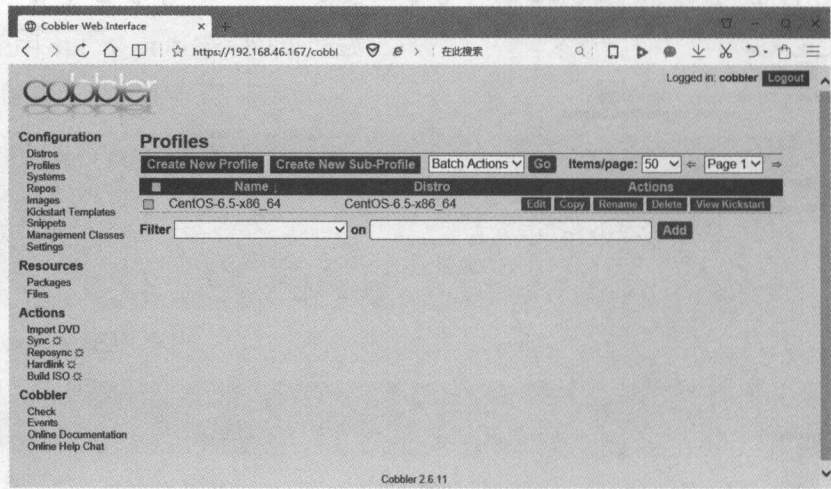 Cobbler Web Interface
https://192.168.46.167/cobbl
在此搜索
cobbler
Logged in: cobbler Logout
Configuration
Distros
Profiles
Systems
Repos
Images
Kickstart Templates
Snippets
Management Classes
Settings
Resources
Packages
Files
Actions
Import DVD
Sync
Reposync
Hardlink
Build ISO
Cobbler
Check
Events
Online Documentation
Online Help Chat
Profiles
Create New Profile Create New Sub-Profile Batch Actions Go Items/page: 50 Page 1
Name Distro Actions
CentOS-6.5-x86_64 CentOS-6.5-x86_64 Edit Copy Rename Delete View Kickstart
Filter on Add
Cobbler 2.6.11